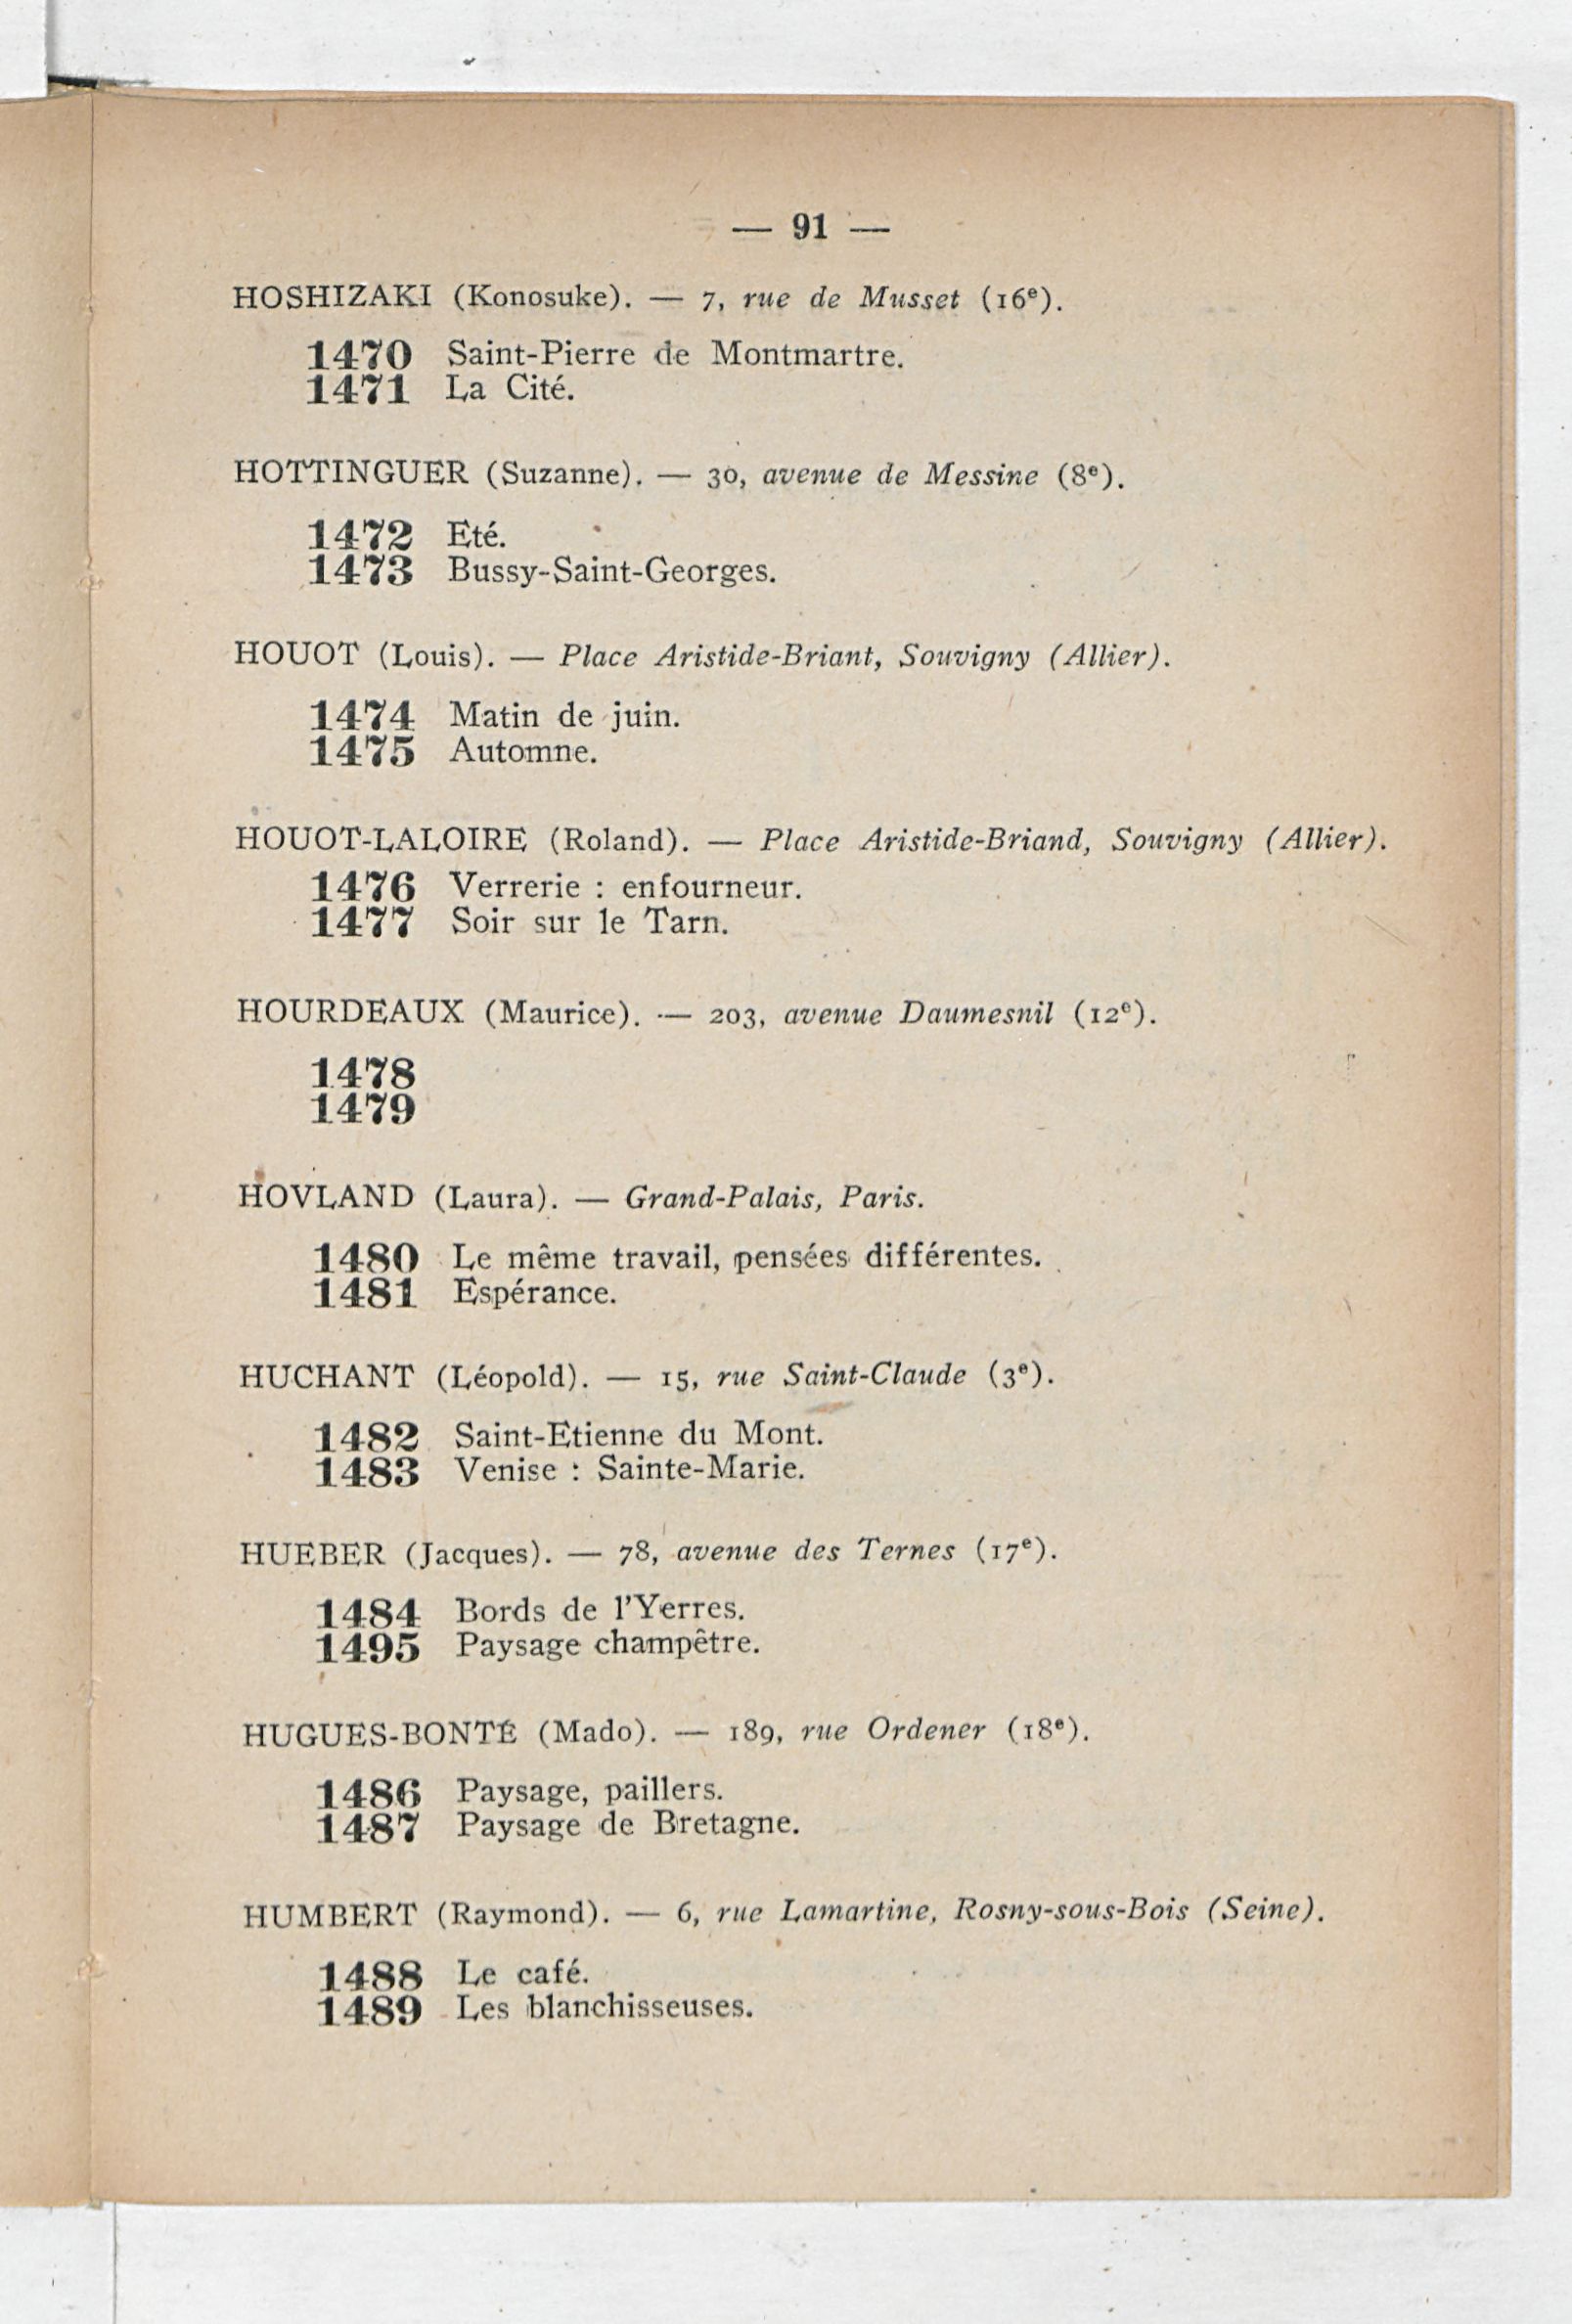 — 91 —
HOSHIZAKI (Konosuke). — 7, rue de Musset (16e).
1470 Saint-Pierre de Montmartre.
1471 La Cité.
HOTTINGUER (Suzanne). — 30, avenue de Messine (8e).
1472 Eté.
1473 Bussy-Saint-Georges.
HOUOT (Louis). — Place Aristide-Briant, Souvigny (Allier).
1474 Matin de juin.
1475 Automne.
HOUOT-LALOIRE (Roland). — Place Aristide-Briand, Souvigny (Allier).
1476 Verrerie : enfourneur.
1477 Soir sur le Tarn.
HOURDEAUX (Maurice). — 203, avenue Daumesnil (12e).
1478
1479
HOVLAND (Laura). — Grand-Palais, Paris.
1480 Le même travail, pensées différentes.
1481 Espérance.
HUCHANT (Léopold). — 15, rue Saint-Claude (3e).
1482 Saint-Etienne du Mont.
1483 Venise : Sainte-Marie.
HUEBER (Jacques). — 78, avenue des Ternes (17e).
1484 Bords de l'Yerres.
1495 Paysage champêtre.
HUGUES-BONTÉ (Mado). — 189, rue Ordener (18e).
1486 Paysage, paillers.
1487 Paysage de Bretagne.
HUMBERT (Raymond). — 6, rue Lamartine, Rosny-sous-Bois (Seine).
1488 Le café.
1489 Les blanchisseuses.